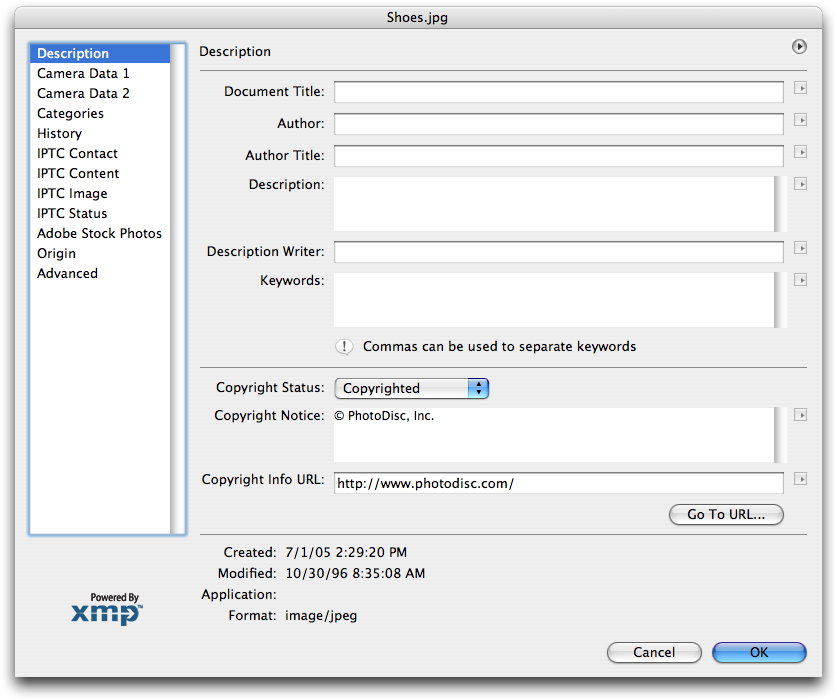 Shoes.jpg
Description
Camera Data 1
Camera Data 2
Categories
History
IPTC Contact
IPTC Content
IPTC Image
IPTC Status
Adobe Stock Photos
Origin
Advanced
Description
Document Title:
Author:
Author Title:
Description:
Description Writer:
Keywords:
! Commas can be used to separate keywords
Copyright Status: Copyrighted
Copyright Notice: © PhotoDisc, Inc.
Copyright Info URL: http://www.photodisc.com/
Go To URL...
Created: 7/1/05 2:29:20 PM
Modified: 10/30/96 8:35:08 AM
Application:
Format: image/jpeg
Powered By
xmp™
Cancel OK